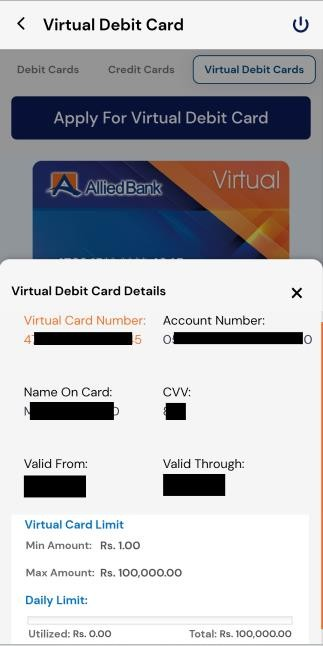 Virtual Debit Card
Debit Cards Credit Cards Virtual Debit Cards
Apply For Virtual Debit Card
Allied Bank Virtual
Virtual Debit Card Details
Virtual Card Number: Account Number:
Name On Card: CVV:
Valid From: Valid Through:
Virtual Card Limit
Min Amount: Rs. 1.00
Max Amount: Rs. 100,000.00
Daily Limit:
Utilized: Rs. 0.00 Total: Rs. 100,000.00